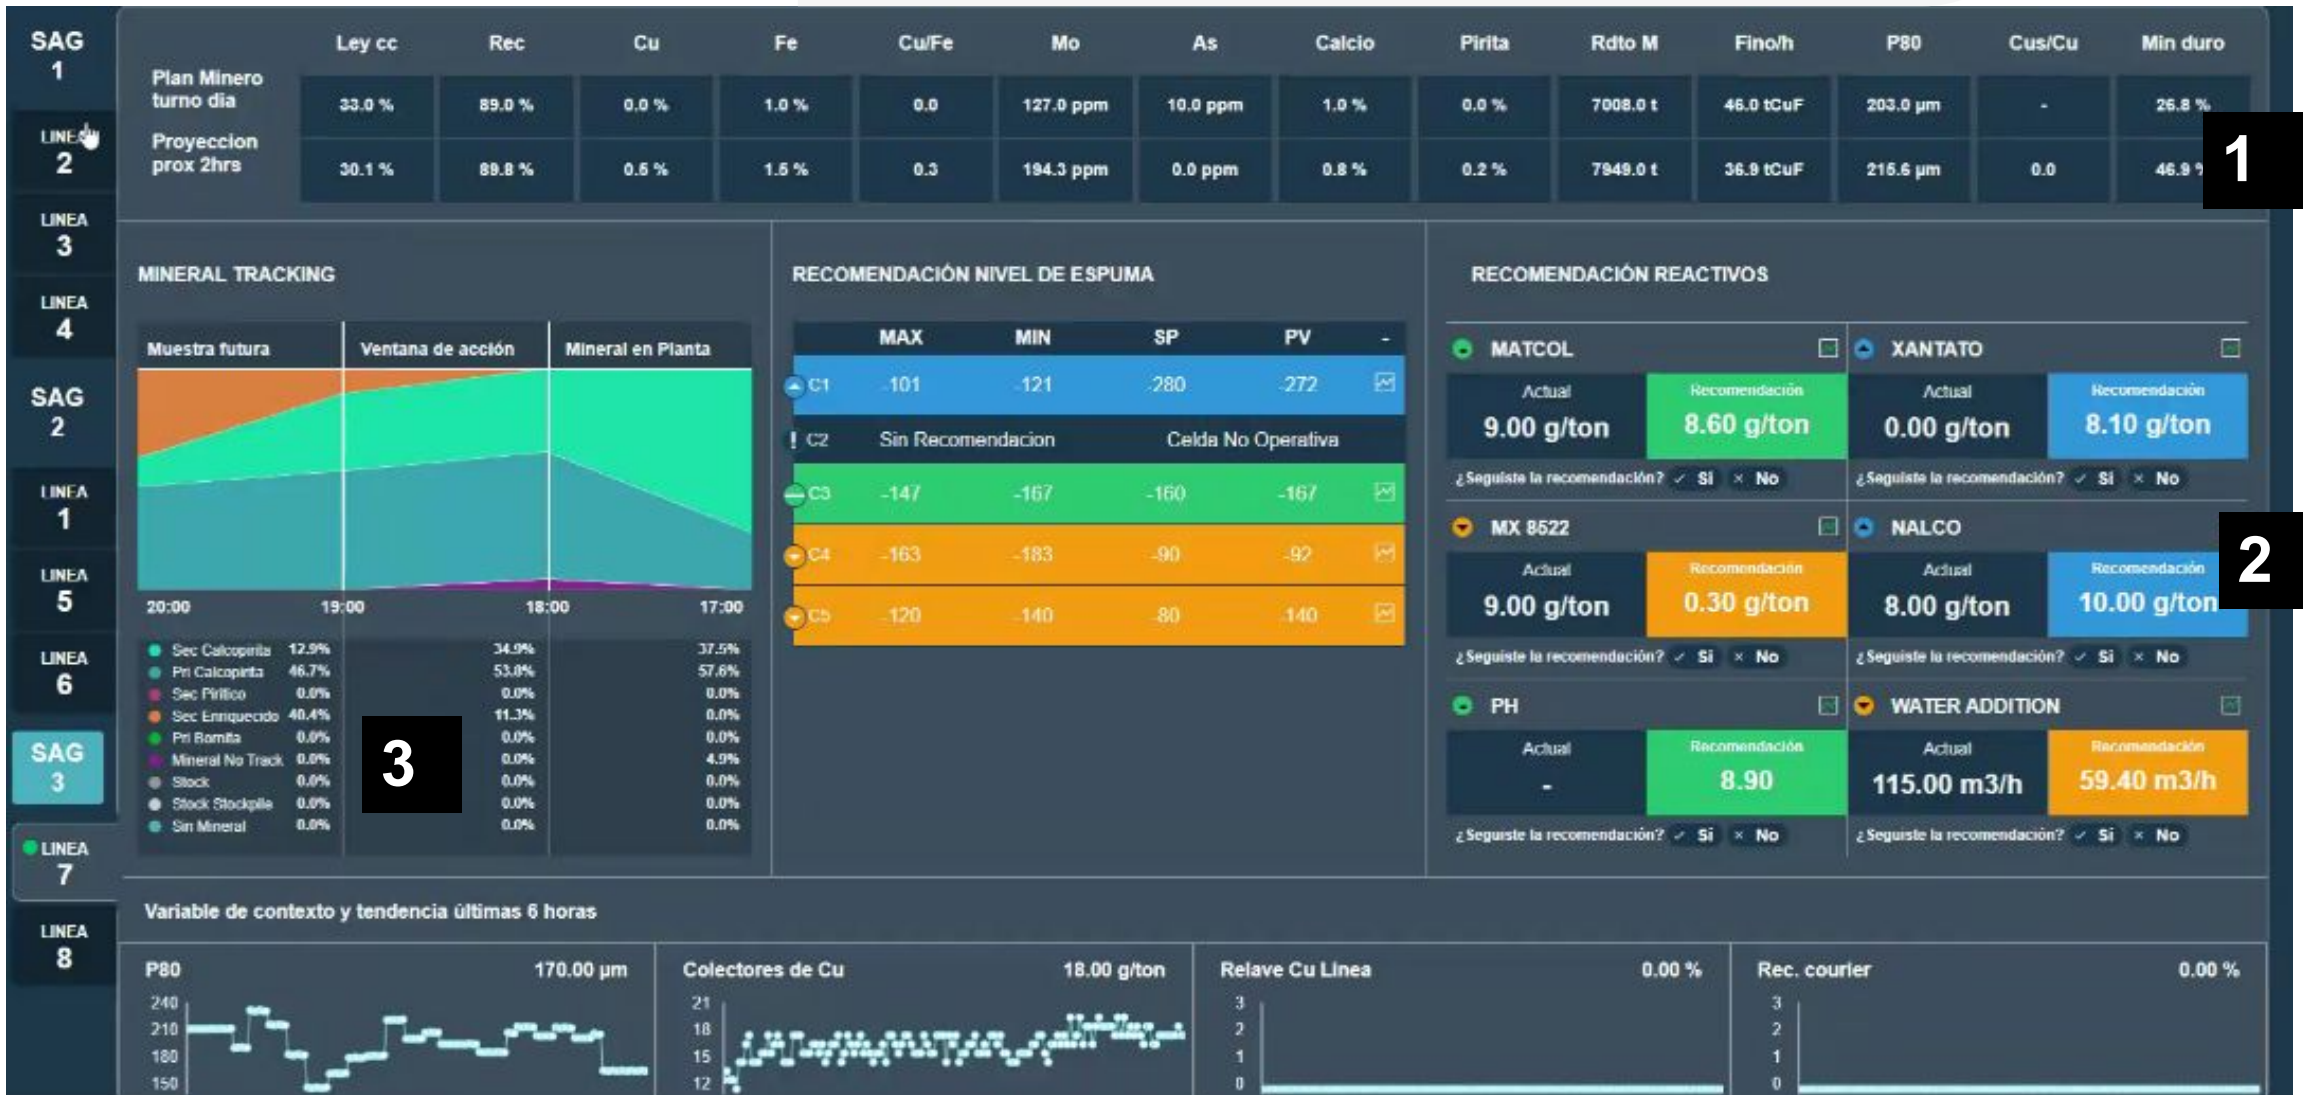 SAG
1
LINEA
2
LINEA
3
LINEA
4
SAG
2
LINEA
1
LINEA
5
LINEA
6
SAG
3
LINEA
7
LINEA
8
Ley cc Rec Cu Fe Cu/Fe Mo As Calcio Pirita Rdto M Fino/h P80 Cus/Cu Min duro
Plan Minero
turno dia
33.0 % 89.0 % 0.0 % 1.0 % 0.0 127.0 ppm 10.0 ppm 1.0 % 0.0 % 7008.0 t 46.0 tCuF 203.0 µm - 26.8 %
Proyeccion
prox 2hrs
30.1 % 89.8 % 0.5 % 1.5 % 0.3 194.3 ppm 0.0 ppm 0.8 % 0.2 % 7949.0 t 36.9 tCuF 215.6 µm 0.0 46.9
1
MINERAL TRACKING
Muestra futura Ventana de acción Mineral en Planta
20:00 19:00 18:00 17:00
Sec Calcopirita 12.9% 34.9% 37.5%
Pri Calcopirita 46.7% 53.8% 57.6%
Sec Piritico 0.0% 0.0% 0.0%
Sec Enriquecido 40.4% 11.3% 0.0%
Pri Bornita 0.0% 0.0% 0.0%
Mineral No Track 0.0% 0.0% 4.9%
Stock 0.0% 0.0% 0.0%
Stock Stockpile 0.0% 0.0% 0.0%
Sin Mineral 0.0% 0.0% 0.0%
3
RECOMENDACIÓN NIVEL DE ESPUMA
MAX MIN SP PV -
C1 -101 -121 -280 -272
! C2 Sin Recomendacion Celda No Operativa
C3 -147 -167 -160 -167
C4 -163 -183 -90 -92
C5 -120 -140 -80 -140
RECOMENDACIÓN REACTIVOS
MATCOL
Actual Recomendación
9.00 g/ton 8.60 g/ton
¿Seguiste la recomendación? ✓ Si × No
XANTATO
Actual Recomendación
0.00 g/ton 8.10 g/ton
¿Seguiste la recomendación? ✓ Si × No
MX 8522
Actual Recomendación
9.00 g/ton 0.30 g/ton
¿Seguiste la recomendación? ✓ Si × No
NALCO
Actual Recomendación
8.00 g/ton 10.00 g/ton
¿Seguiste la recomendación? ✓ Si × No
2
PH
Actual Recomendación
- 8.90
¿Seguiste la recomendación? ✓ Si × No
WATER ADDITION
Actual Recomendación
115.00 m3/h 59.40 m3/h
¿Seguiste la recomendación? ✓ Si × No
Variable de contexto y tendencia últimas 6 horas
P80 170.00 µm
240
210
180
150
Colectores de Cu 18.00 g/ton
21
18
15
12
Relave Cu Linea 0.00 %
3
2
1
0
Rec. courier 0.00 %
3
2
1
0